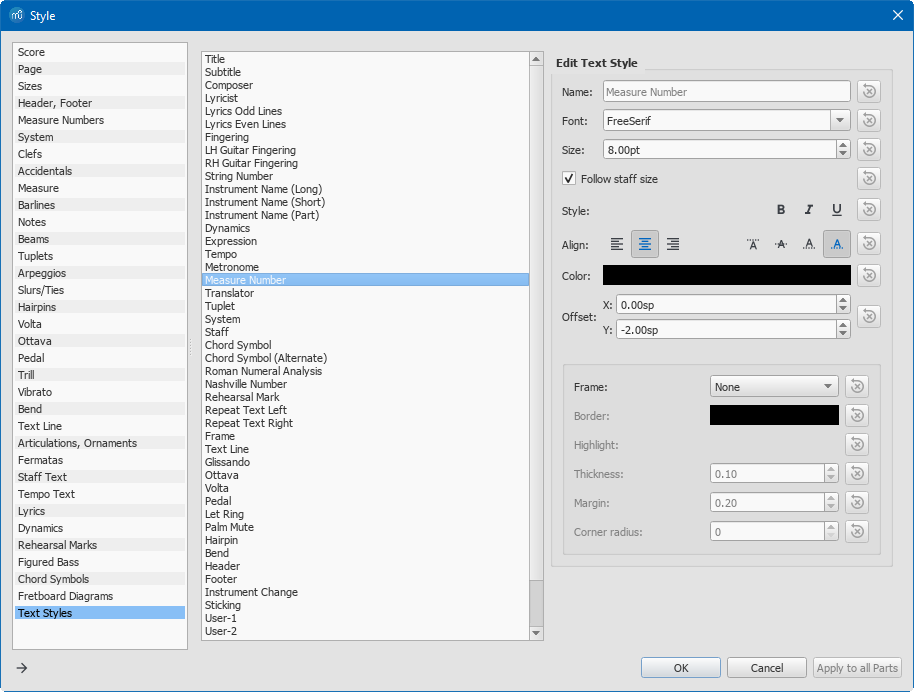 Style
Score
Page
Sizes
Header, Footer
Measure Numbers
System
Clefs
Accidentals
Measure
Barlines
Notes
Beams
Tuplets
Arpeggios
Slurs/Ties
Hairpins
Volta
Ottava
Pedal
Trill
Vibrato
Bend
Text Line
Articulations, Ornaments
Fermatas
Staff Text
Tempo Text
Lyrics
Dynamics
Rehearsal Marks
Figured Bass
Chord Symbols
Fretboard Diagrams
Text Styles
Title
Subtitle
Composer
Lyricist
Lyrics Odd Lines
Lyrics Even Lines
Fingering
LH Guitar Fingering
RH Guitar Fingering
String Number
Instrument Name (Long)
Instrument Name (Short)
Instrument Name (Part)
Dynamics
Expression
Tempo
Metronome
Measure Number
Translator
Tuplet
System
Staff
Chord Symbol
Chord Symbol (Alternate)
Roman Numeral Analysis
Nashville Number
Rehearsal Mark
Repeat Text Left
Repeat Text Right
Frame
Text Line
Glissando
Ottava
Volta
Pedal
Let Ring
Palm Mute
Hairpin
Bend
Header
Footer
Instrument Change
Sticking
User-1
User-2
Edit Text Style
Name: Measure Number
Font: FreeSerif
Size: 8.00pt
Follow staff size
Style: B I U
Align: A A A A
Color:
Offset:
X: 0.00sp
Y: -2.00sp
Frame: None
Border:
Highlight:
Thickness: 0.10
Margin: 0.20
Corner radius: 0
OK Cancel Apply to all Parts